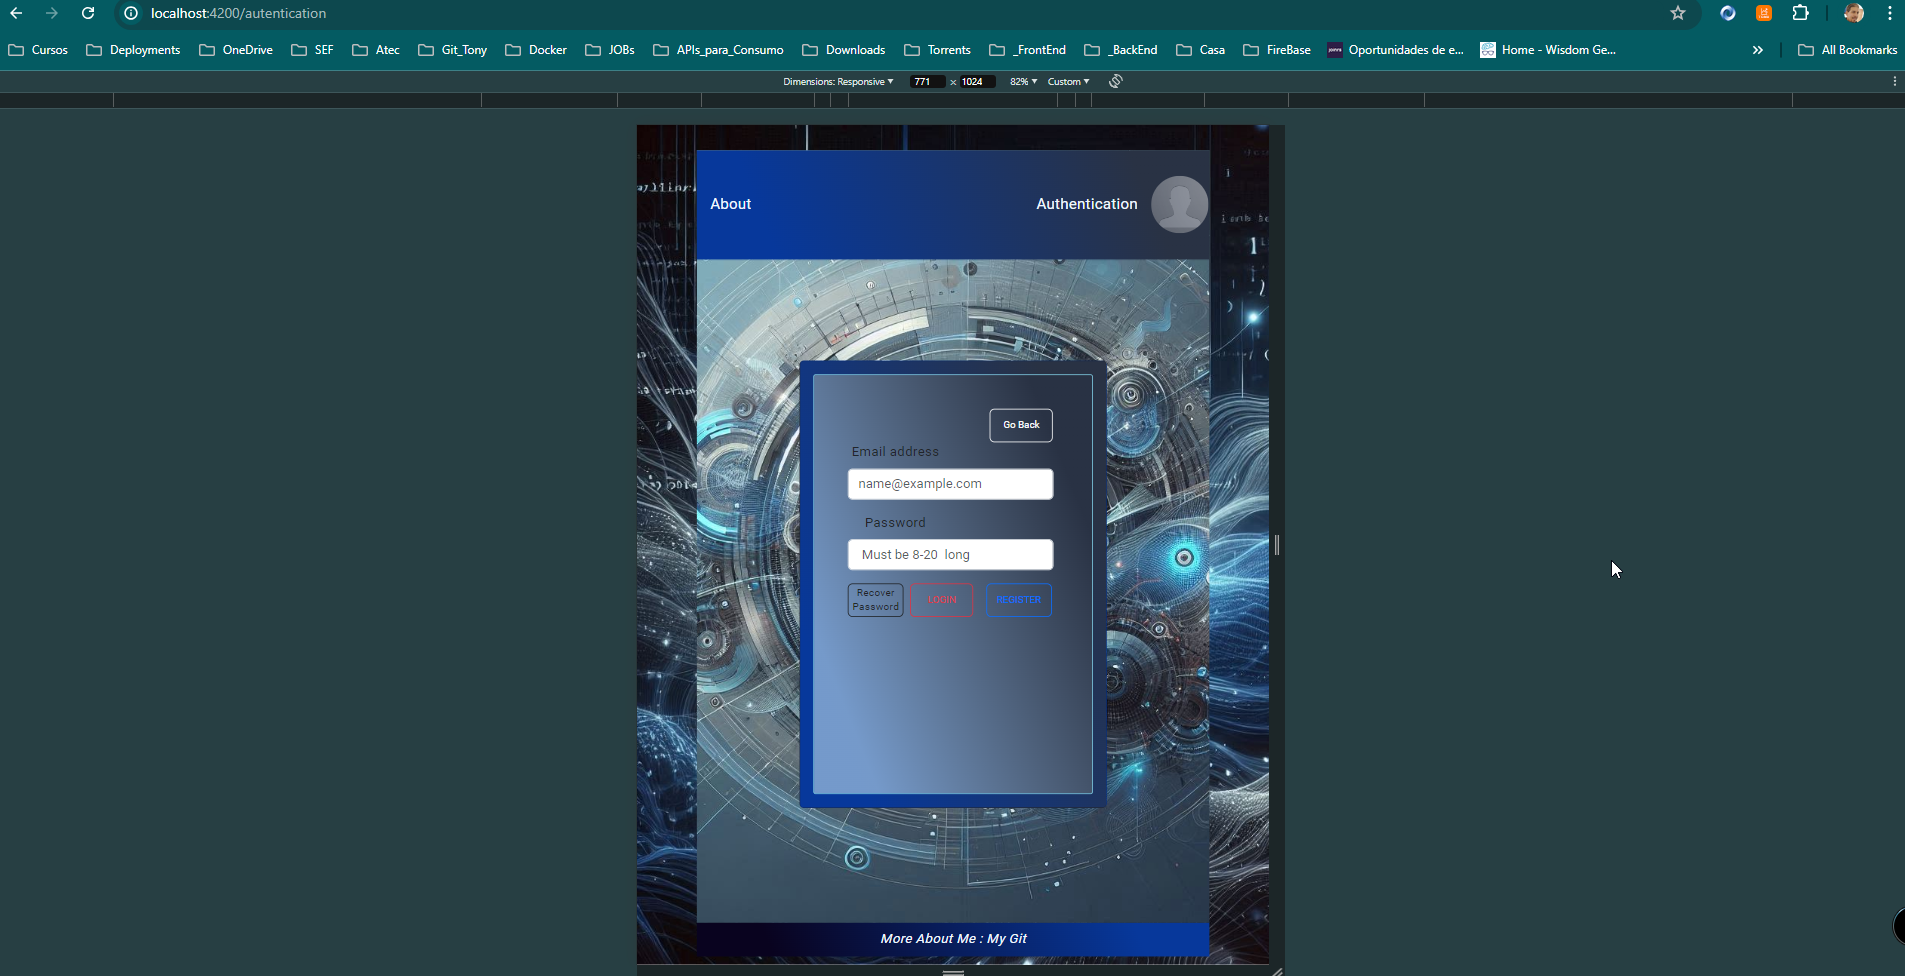 localhost:4200/autentication
Cursos Deployments OneDrive SEF Atec Git_Tony Docker JOBs APIs_para_Consumo Downloads Torrents _FrontEnd _BackEnd Casa FireBase Oportunidades de e... Home - Wisdom Ge... » All Bookmarks
Dimensions: Responsive 771 × 1024 82% Custom
About Authentication
Go Back
Email address
name@example.com
Password
Must be 8-20 long
Recover
Password
LOGIN REGISTER
More About Me : My Git